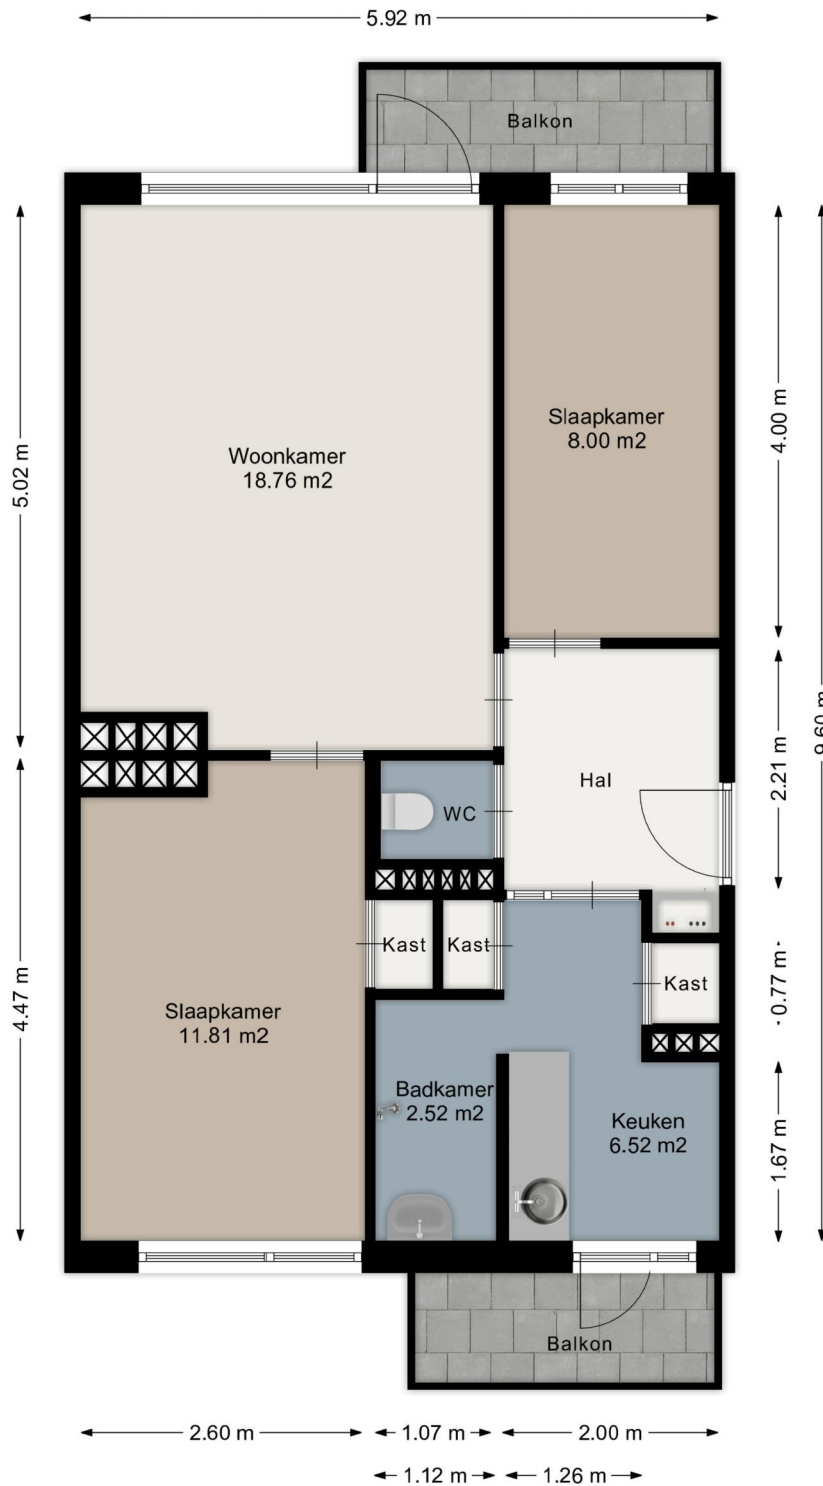 5.92 m
Balkon
Slaapkamer
8.00 m2
Woonkamer
18.76 m2
5.02 m
4.00 m
9.60 m
Hal
2.21 m
WC
Kast
Kast
Kast
0.77 m
4.47 m
Slaapkamer
11.81 m2
Badkamer
2.52 m2
Keuken
6.52 m2
1.67 m
Balkon
2.60 m
1.07 m
2.00 m
1.12 m
1.26 m